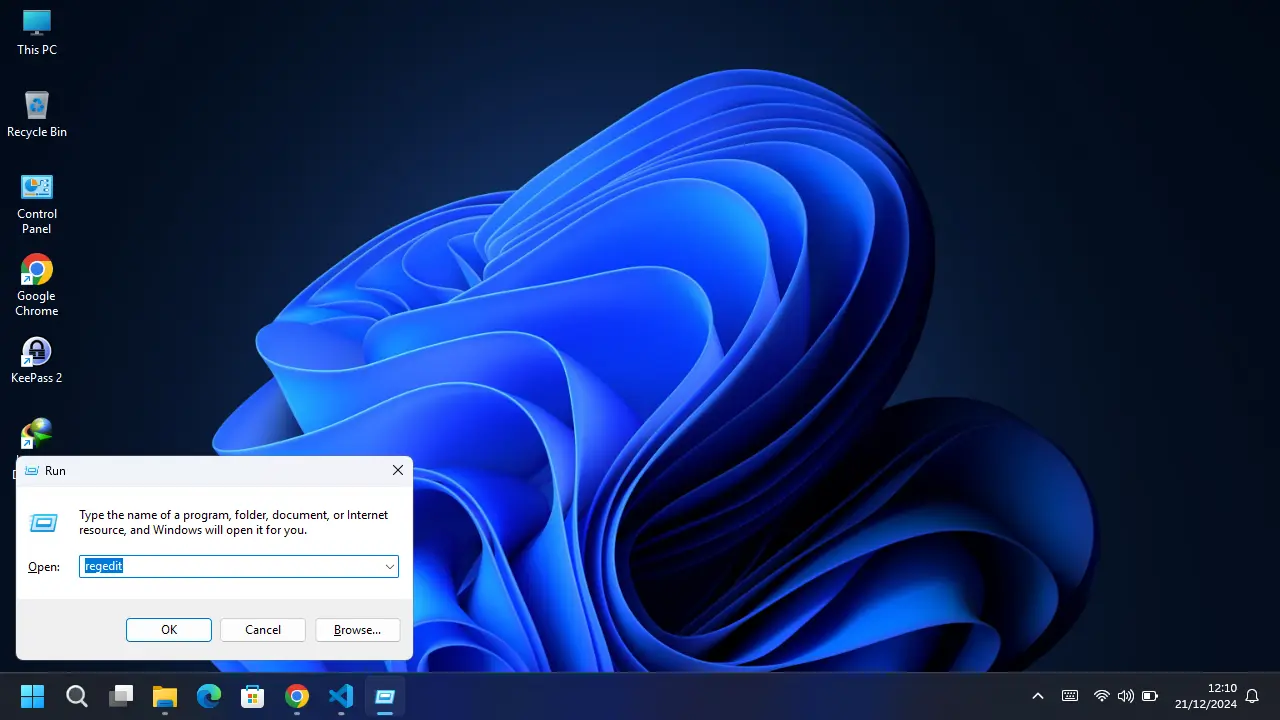 This PC
Recycle Bin
Control
Panel
Google
Chrome
KeePass 2
Run
Type the name of a program, folder, document, or Internet
resource, and Windows will open it for you.
Open:
regedit
OK
Cancel
Browse...
12:10
21/12/2024